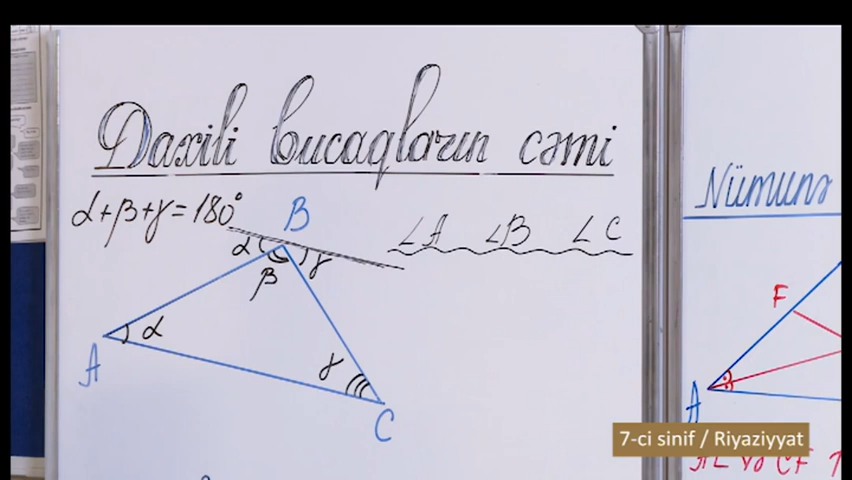 Daxili bucaqların cəmi
α+β+γ=180°
B
∠A ∠B ∠C
α
β
γ
α
A
γ
C
Nümunə
F
A
7-ci sinif / Riyaziyyat